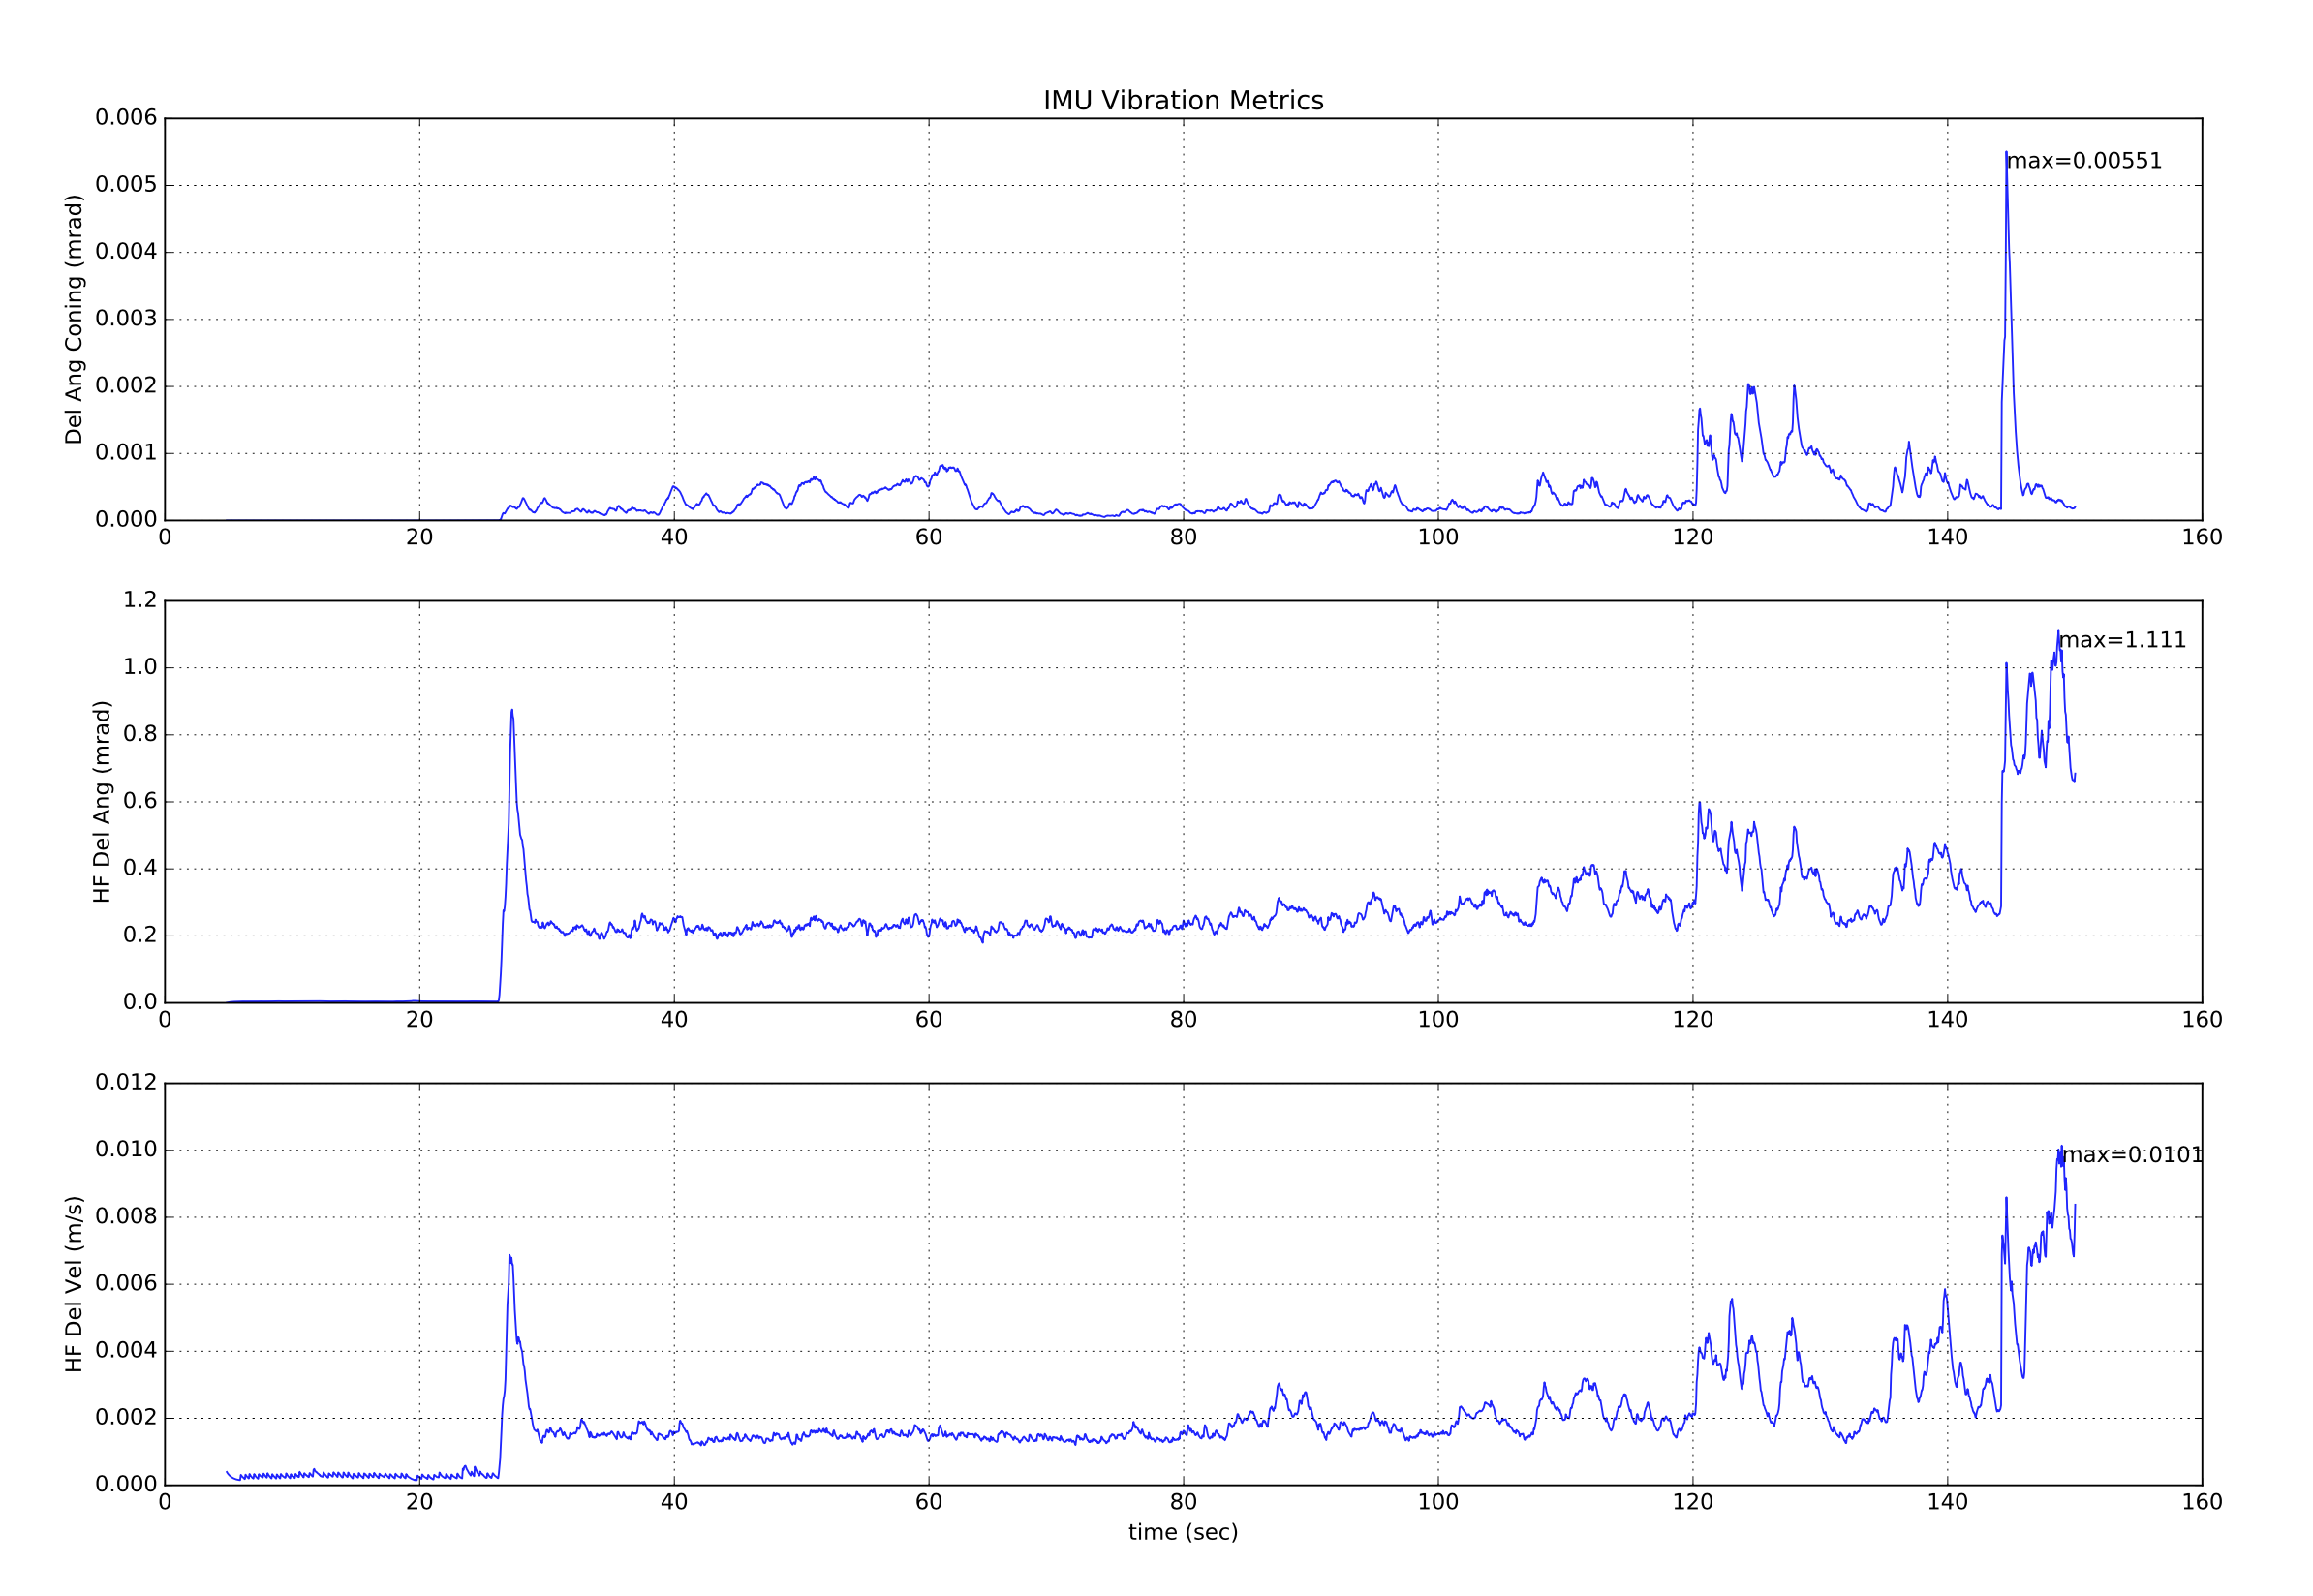 IMU Vibration Metrics
0.006
0.005
0.004
0.003
0.002
0.001
0.000
Del Ang Coning (mrad)
max=0.00551
0 20 40 60 80 100 120 140 160
1.2
1.0
0.8
0.6
0.4
0.2
0.0
HF Del Ang (mrad)
max=1.111
0 20 40 60 80 100 120 140 160
0.012
0.010
0.008
0.006
0.004
0.002
0.000
HF Del Vel (m/s)
max=0.0101
0 20 40 60 80 100 120 140 160
time (sec)